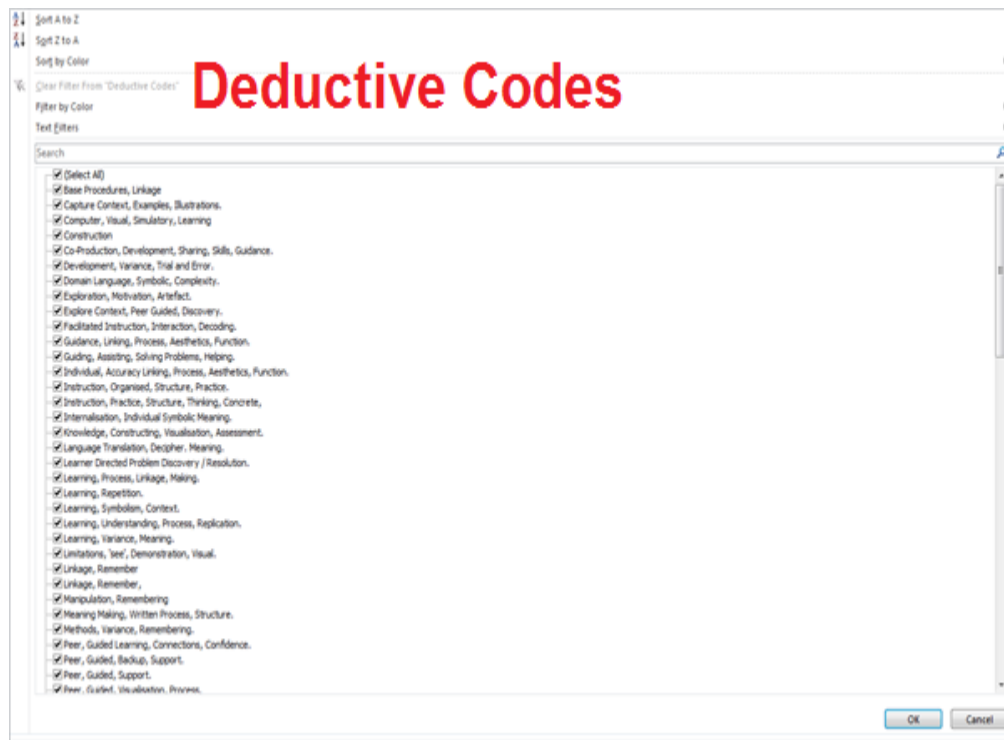 Sort A to Z
Sort Z to A
Sort by Color
Deductive Codes
Clear Filter From "Deductive Codes"
Filter by Color
Text Filters
Search
(Select All)
Base Procedures, Linkage
Capture Context, Examples, Illustrations.
Computer, Visual, Simulatory, Learning
Construction
Co-Production, Development, Sharing, Skills, Guidance.
Development, Variance, Trial and Error.
Domain Language, Symbolic, Complexity.
Exploration, Motivation, Artefact.
Explore Context, Peer Guided, Discovery.
Facilitated Instruction, Interaction, Decoding.
Guidance, Linking, Process, Aesthetics, Function.
Guiding, Assisting, Solving Problems, Helping.
Individual, Accuracy Linking, Process, Aesthetics, Function.
Instruction, Organised, Structure, Practice.
Instruction, Practice, Structure, Thinking, Concrete,
Internalisation, Individual Symbolic Meaning.
Knowledge, Constructing, Visualisation, Assessment.
Language Translation, Decipher. Meaning.
Learner Directed Problem Discovery / Resolution.
Learning, Process, Linkage, Making.
Learning, Repetition.
Learning, Symbolism, Context.
Learning, Understanding, Process, Replication.
Learning, Variance, Meaning.
Limitations, 'see', Demonstration, Visual.
Linkage, Remember
Linkage, Remember,
Manipulation, Remembering
Meaning Making, Written Process, Structure.
Methods, Variance, Remembering.
Peer, Guided Learning, Connections, Confidence.
Peer, Guided, Backup, Support.
Peer, Guided, Support.
Peer, Guided, Visualisation, Process.
OK Cancel